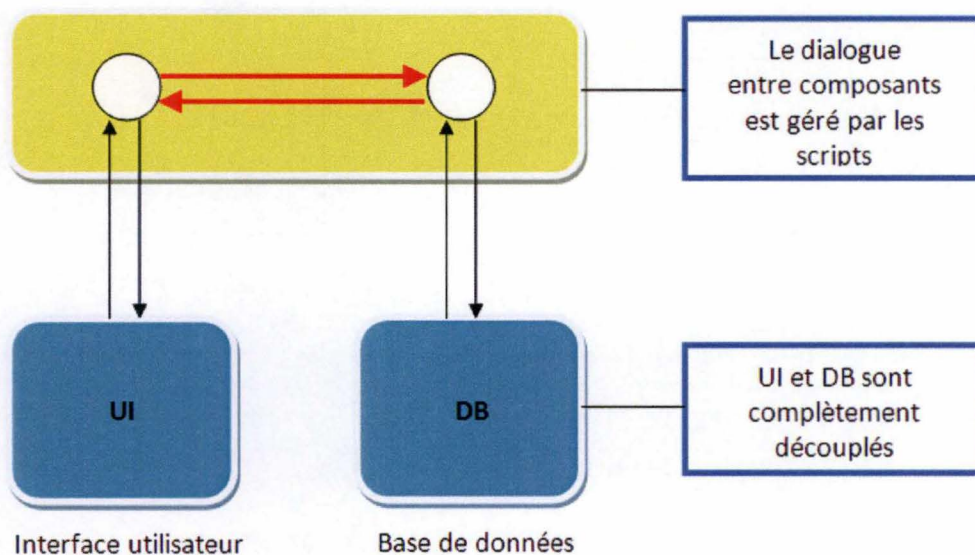 Le dialogue
entre composants
est géré par les
scripts
UI
DB
UI et DB sont
complètement
découplés
Interface utilisateur
Base de données